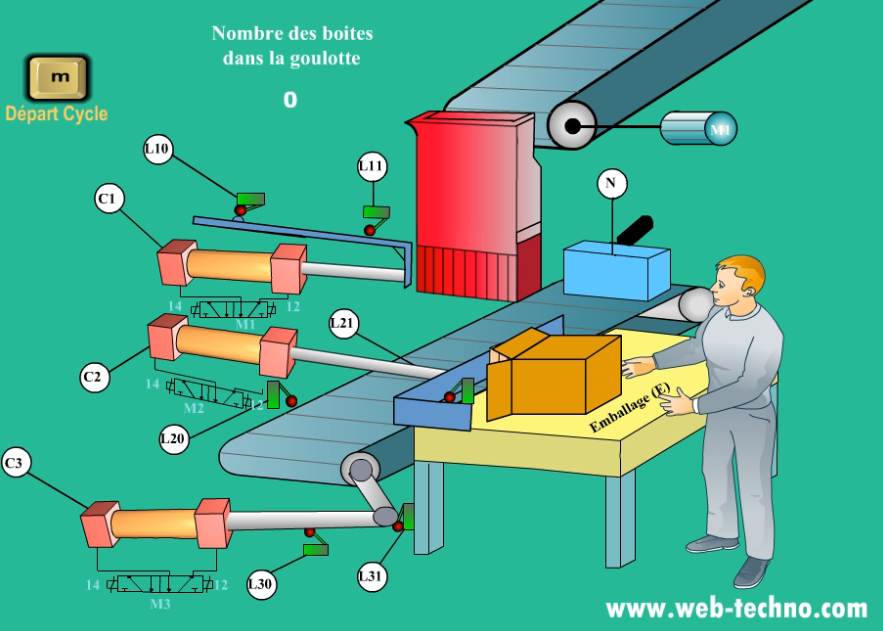 Nombre des boites
dans la goulotte
0
m
Départ Cycle
M1
L10
L11
N
C1
14
12
M1
L21
C2
14
12
M2
L20
Emballage (E)
C3
14
12
M3
L30
L31
www.web-techno.com